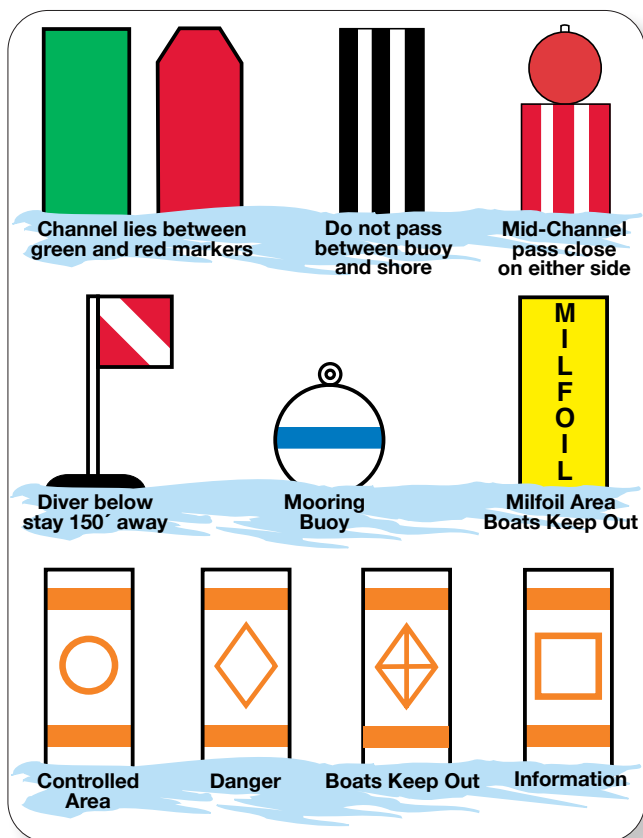 Channel lies between
green and red markers
Do not pass
between buoy
and shore
Mid-Channel
pass close
on either side
MILFOIL
Diver below
stay 150´ away
Mooring
Buoy
Milfoil Area
Boats Keep Out
Controlled
Area
Danger
Boats Keep Out
Information